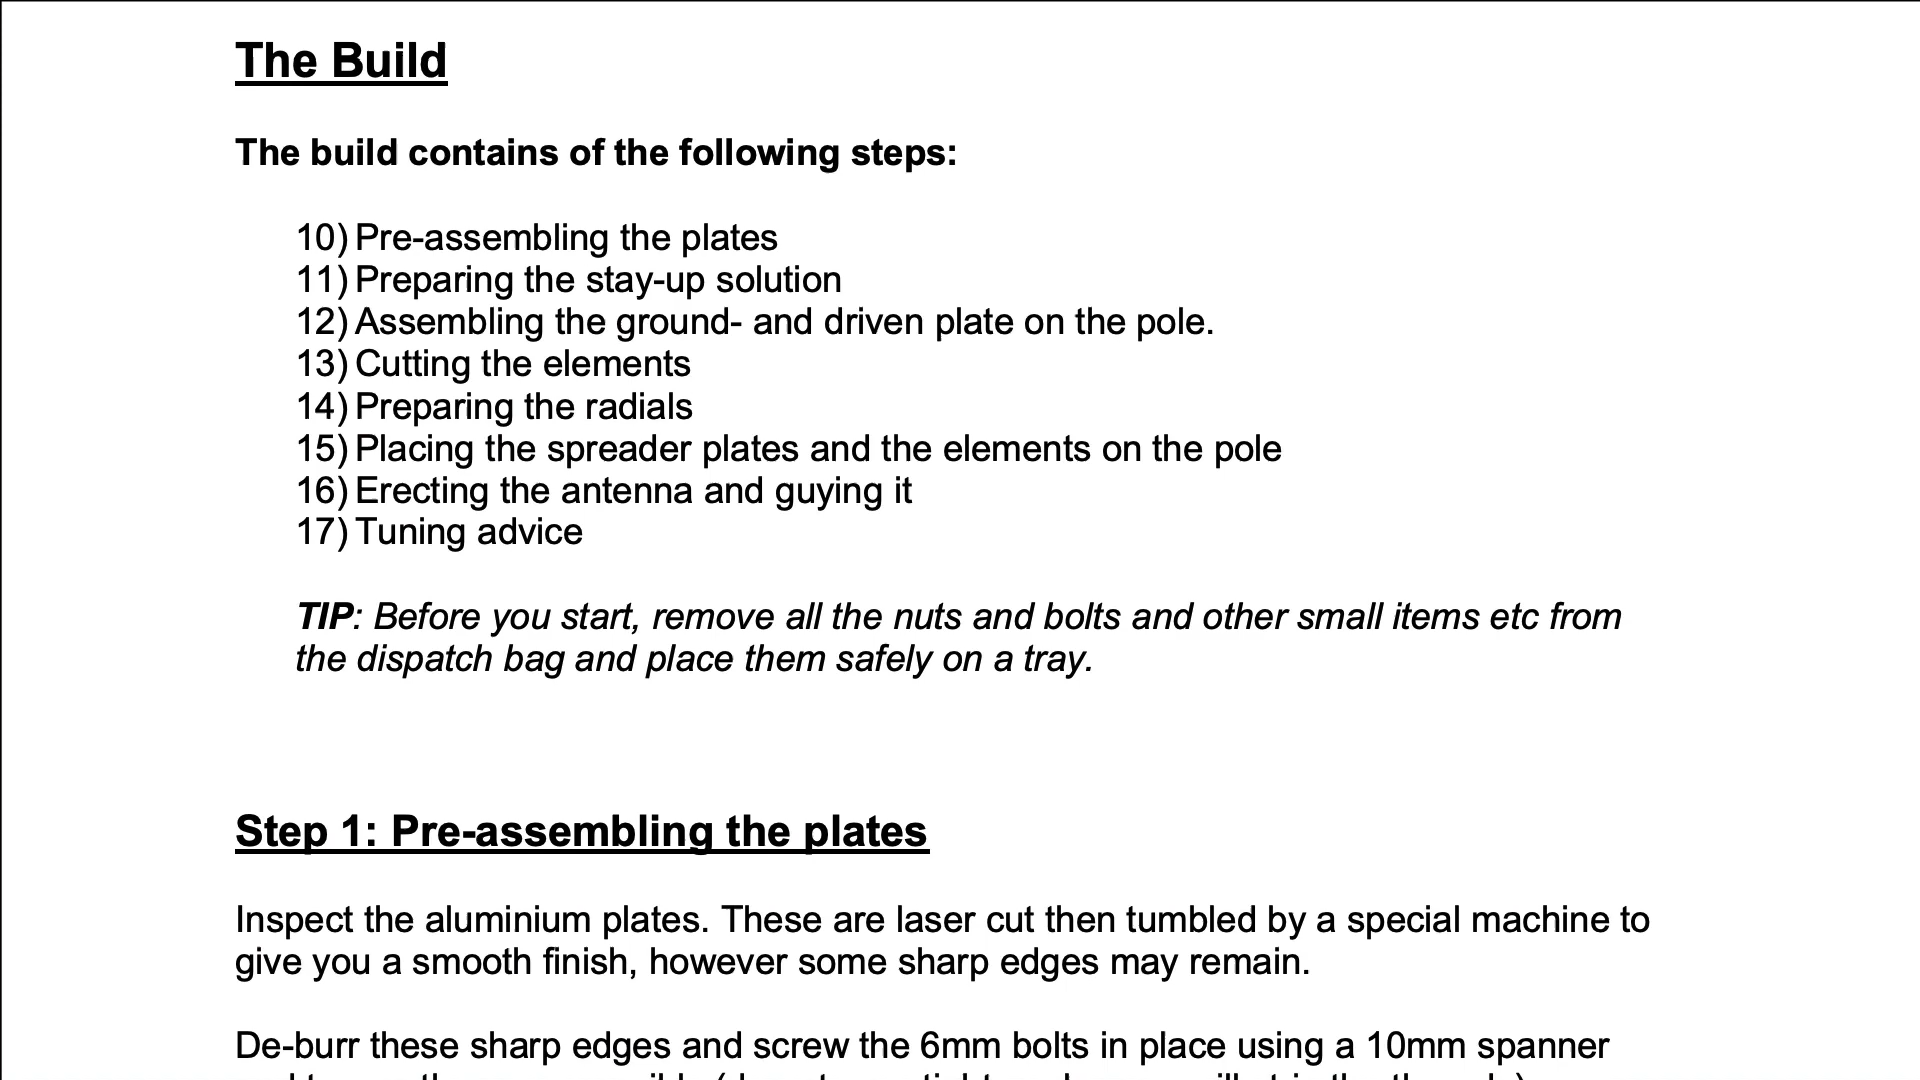 The Build
The build contains of the following steps:
10) Pre-assembling the plates
11) Preparing the stay-up solution
12) Assembling the ground- and driven plate on the pole.
13) Cutting the elements
14) Preparing the radials
15) Placing the spreader plates and the elements on the pole
16) Erecting the antenna and guying it
17) Tuning advice
TIP: Before you start, remove all the nuts and bolts and other small items etc from
the dispatch bag and place them safely on a tray.
Step 1: Pre-assembling the plates
Inspect the aluminium plates. These are laser cut then tumbled by a special machine to
give you a smooth finish, however some sharp edges may remain.
De-burr these sharp edges and screw the 6mm bolts in place using a 10mm spanner